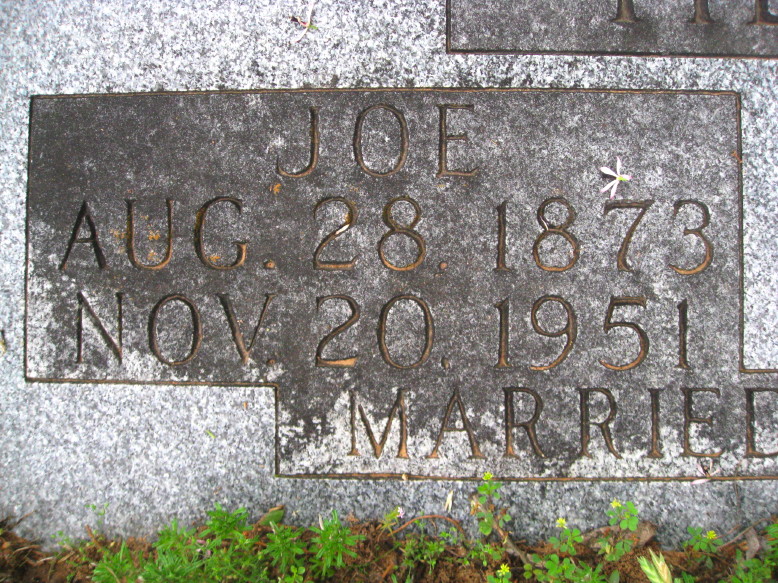 JOE
AUG. 28. 1873
NOV. 20. 1951
MARRIED